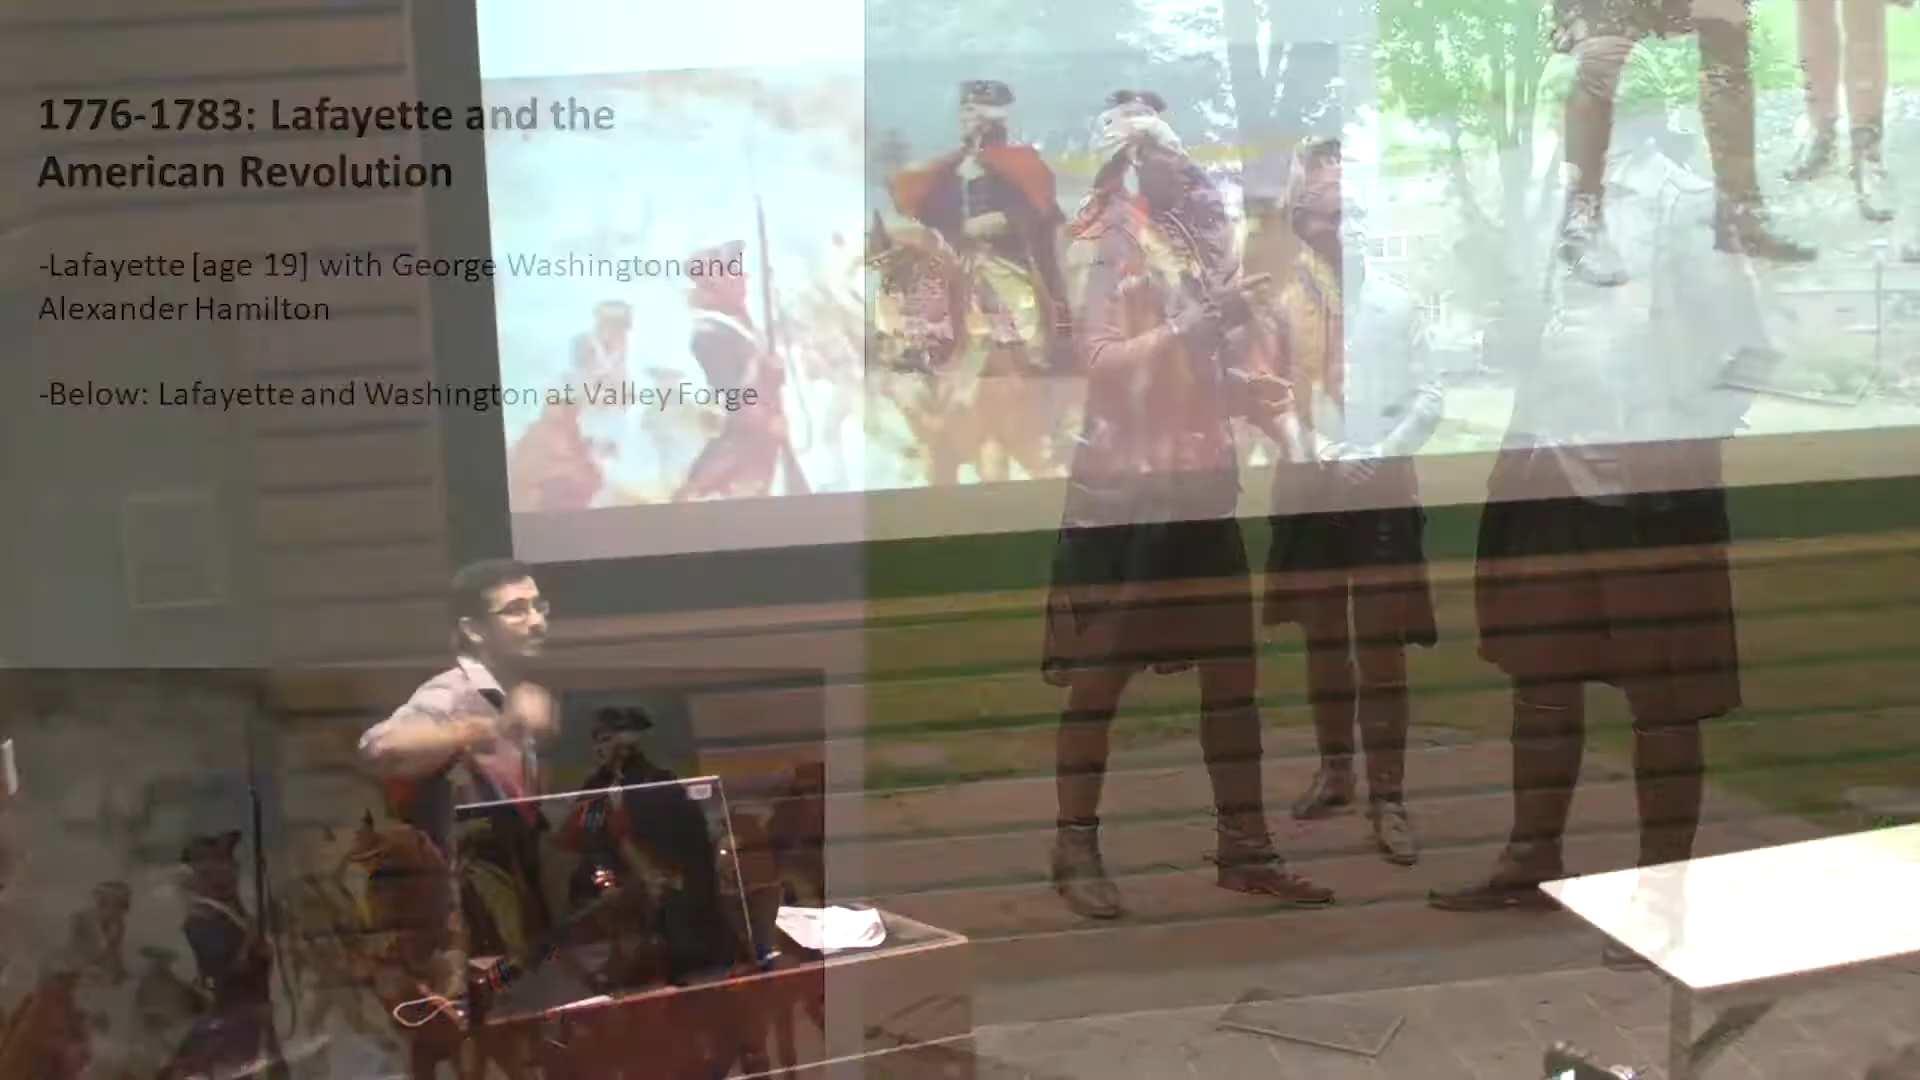 1776-1783: Lafayette and the
American Revolution
-Lafayette [age 19] with George Washington and
Alexander Hamilton
-Below: Lafayette and Washington at Valley Forge